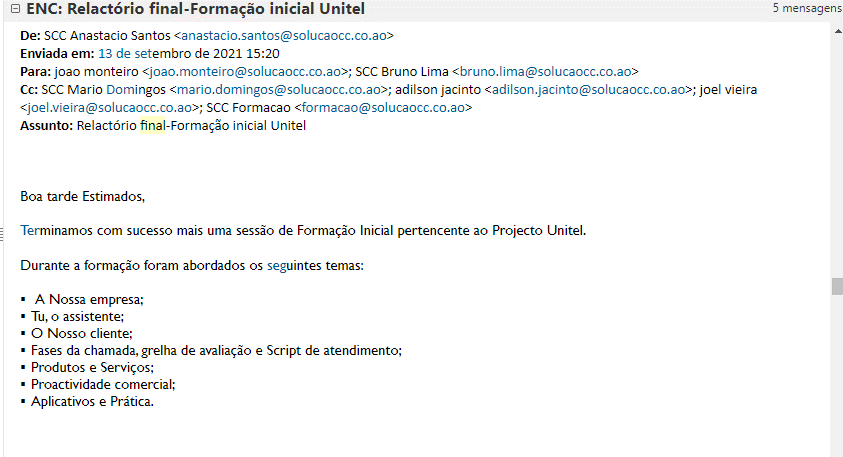 ENC: Relactório final-Formação inicial Unitel
5 mensagens
De: SCC Anastacio Santos <anastacio.santos@solucaocc.co.ao>
Enviada em: 13 de setembro de 2021 15:20
Para: joao monteiro <joao.monteiro@solucaocc.co.ao>; SCC Bruno Lima <bruno.lima@solucaocc.co.ao>
Cc: SCC Mario Domingos <mario.domingos@solucaocc.co.ao>; adilson jacinto <adilson.jacinto@solucaocc.co.ao>; joel vieira
<joel.vieira@solucaocc.co.ao>; SCC Formacao <formacao@solucaocc.co.ao>
Assunto: Relactório final-Formação inicial Unitel
Boa tarde Estimados,
Terminamos com sucesso mais uma sessão de Formação Inicial pertencente ao Projecto Unitel.
Durante a formação foram abordados os seguintes temas:
▪ A Nossa empresa;
▪ Tu, o assistente;
▪ O Nosso cliente;
▪ Fases da chamada, grelha de avaliação e Script de atendimento;
▪ Produtos e Serviços;
▪ Proactividade comercial;
▪ Aplicativos e Prática.